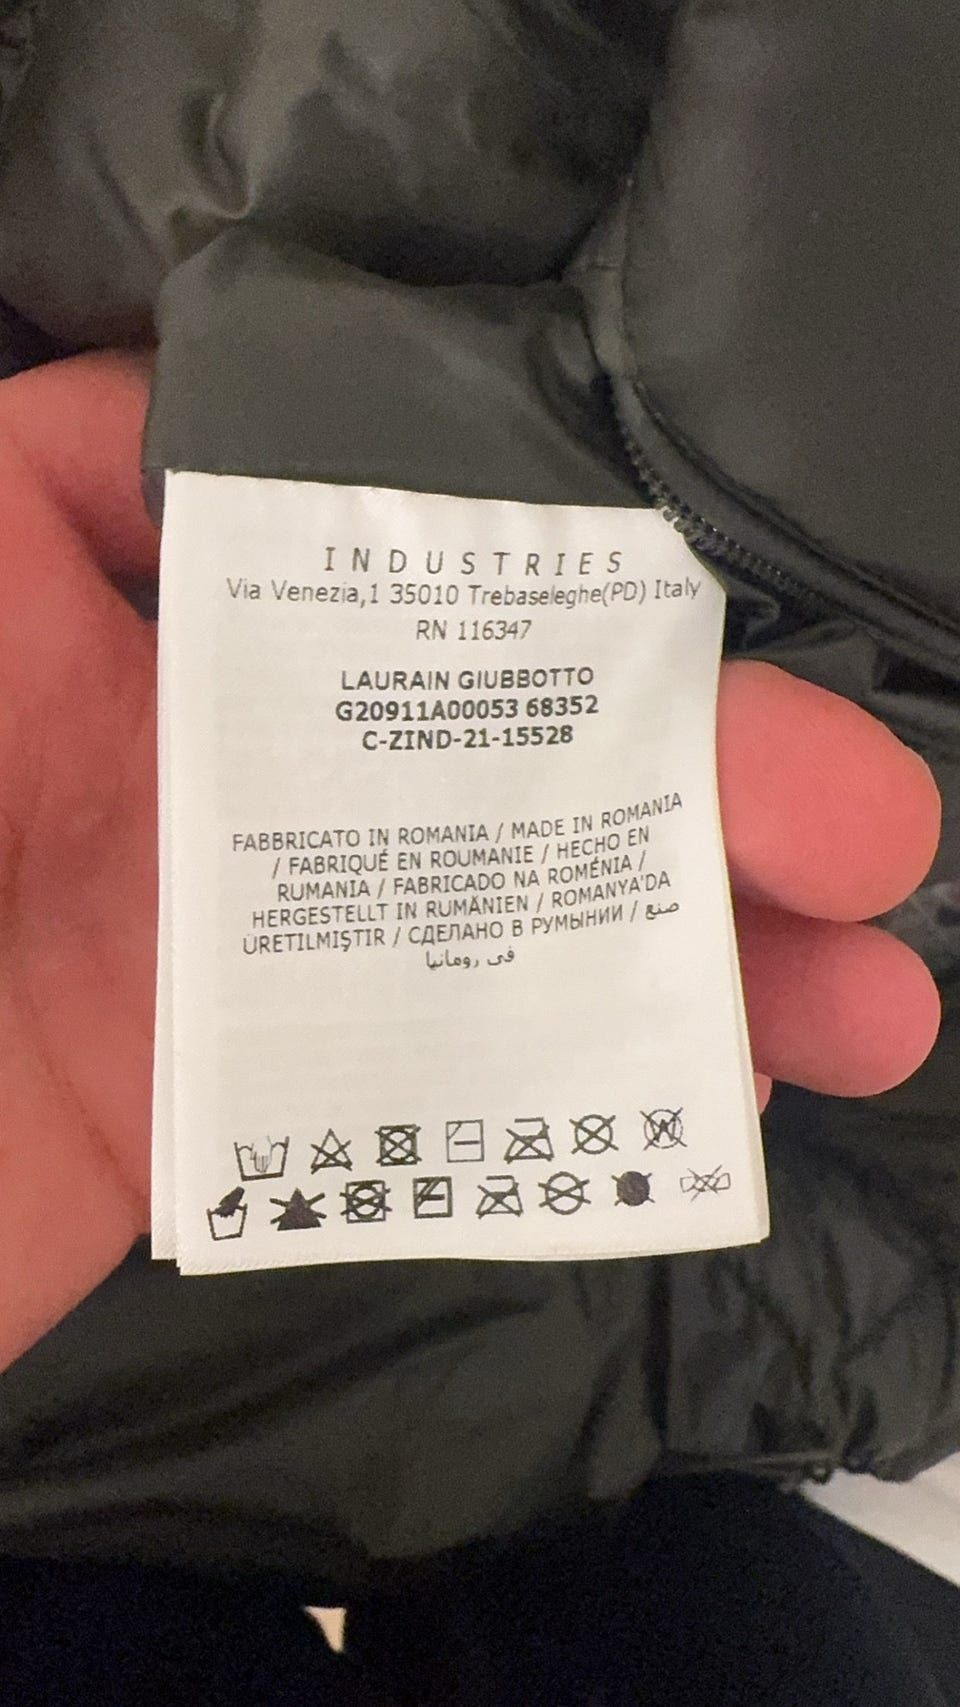 INDUSTRIES
Via Venezia,1 35010 Trebaseleghe(PD) Italy
RN 116347
LAURAIN GIUBBOTTO
G20911A00053 68352
C-ZIND-21-15528
FABBRICATO IN ROMANIA / MADE IN ROMANIA
/ FABRIQUÉ EN ROUMANIE / HECHO EN
RUMANIA / FABRICADO NA ROMÉNIA /
HERGESTELLT IN RUMÄNIEN / ROMANYA'DA
ÜRETILMIŞTIR / СДЕЛАНО В РУМЫНИИ / صنع
في رومانيا
W